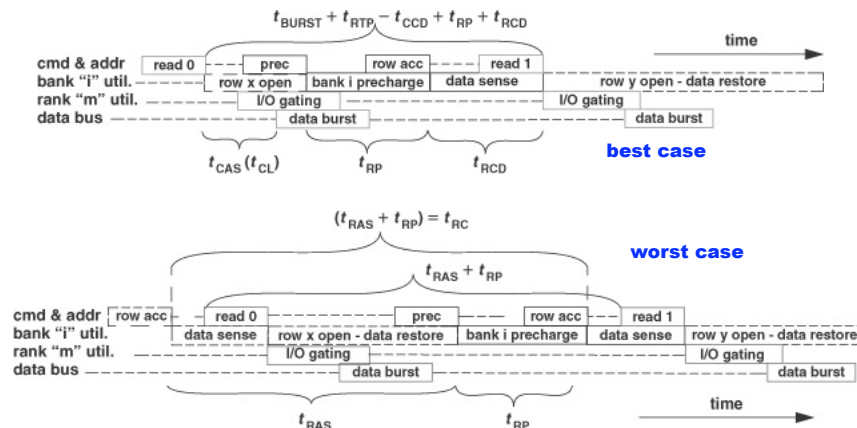 t_BURST + t_RTP − t_CCD + t_RP + t_RCD
time
cmd & addr read 0 prec row acc read 1
bank "i" util. row x open bank i precharge data sense row y open - data restore
rank "m" util. I/O gating I/O gating
data bus data burst data burst
t_CAS (t_CL) t_RP t_RCD best case
(t_RAS + t_RP) = t_RC
worst case
t_RAS + t_RP
cmd & addr row acc read 0 prec row acc read 1
bank "i" util. data sense row x open - data restore bank i precharge data sense row y open - data restore
rank "m" util. I/O gating I/O gating
data bus data burst data burst
t_RAS t_RP time